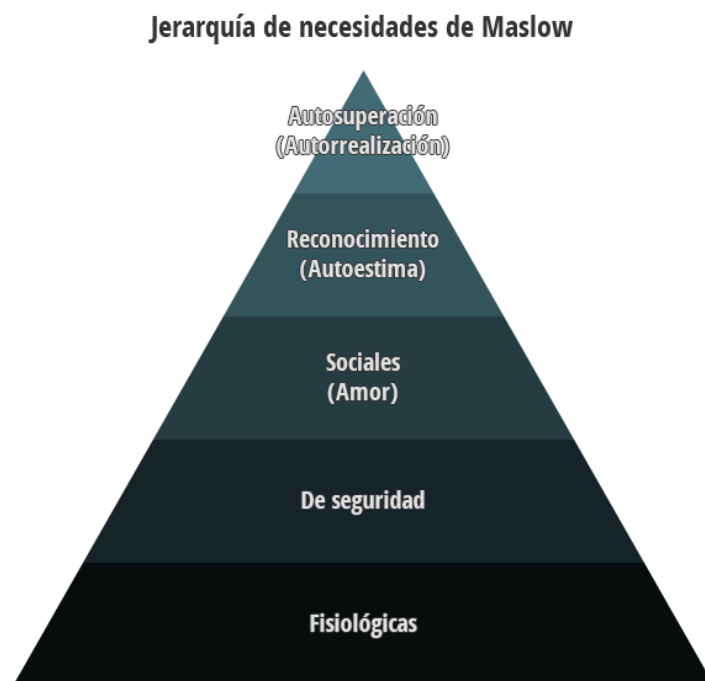 Jerarquía de necesidades de Maslow
Autosuperación
(Autorrealización)
Reconocimiento
(Autoestima)
Sociales
(Amor)
De seguridad
Fisiológicas